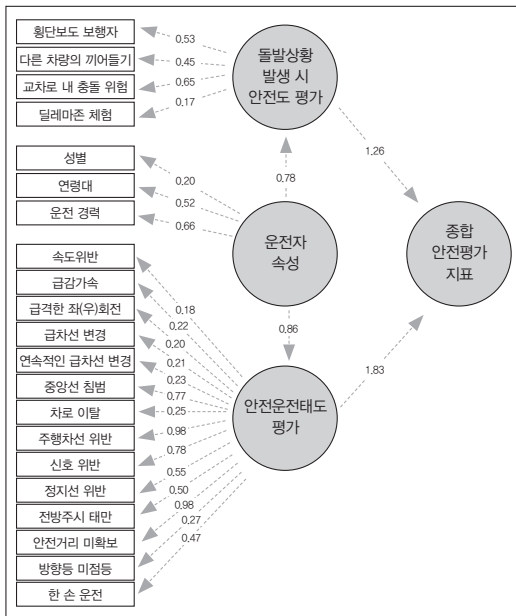 횡단보도 보행자
다른 차량의 끼어들기
교차로 내 충돌 위험
딜레마존 체험
0.53
0.45
0.65
0.17
돌발상황
발생 시
안전도 평가
1.26
0.78
성별
연령대
운전 경력
0.20
0.52
0.66
운전자
속성
종합
안전평가
지표
0.86
1.83
속도위반
급감가속
급격한 좌(우)회전
급차선 변경
연속적인 급차선 변경
중앙선 침범
차로 이탈
주행차선 위반
신호 위반
정지선 위반
전방주시 태만
안전거리 미확보
방향등 미점등
한 손 운전
0.18
0.22
0.20
0.21
0.23
0.77
0.25
0.98
0.78
0.55
0.50
0.98
0.27
0.47
안전운전태도
평가